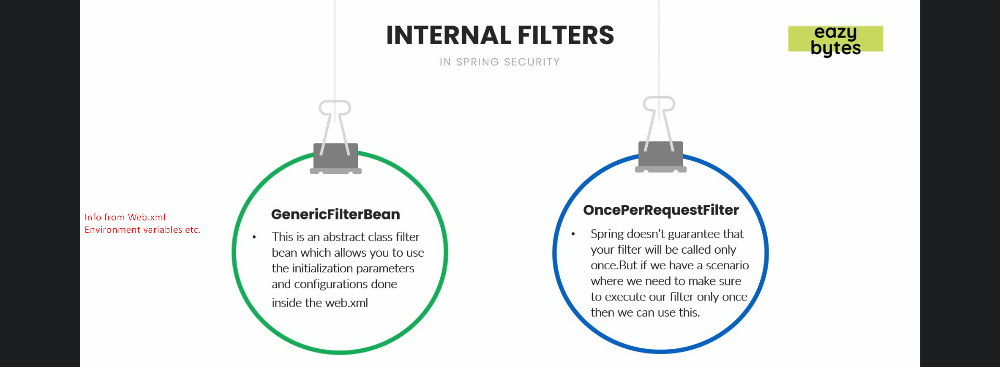 INTERNAL FILTERS
IN SPRING SECURITY
eazy
bytes
Info from Web.xml
Environment variables etc.
GenericFilterBean
• This is an abstract class filter
bean which allows you to use
the initialization parameters
and configurations done
inside the web.xml
OncePerRequestFilter
• Spring doesn't guarantee that
your filter will be called only
once.But if we have a scenario
where we need to make sure
to execute our filter only once
then we can use this.